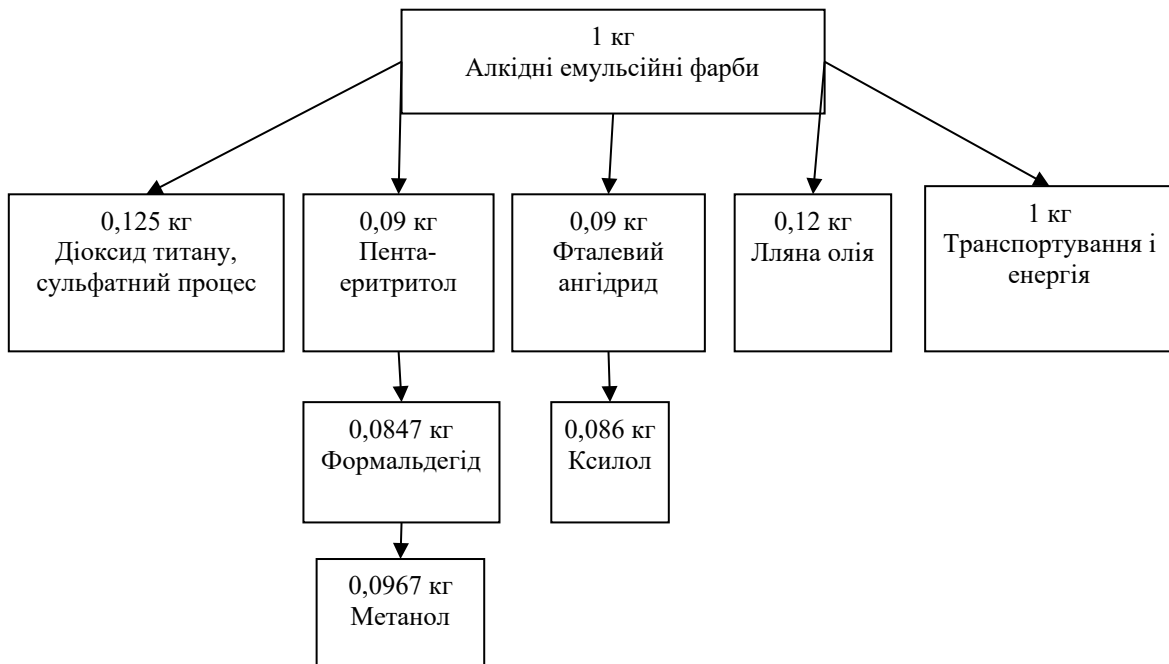 1 кг
Алкідні емульсійні фарби
0,125 кг
Діоксид титану,
сульфатний процес
0,09 кг
Пента-
еритритол
0,09 кг
Фталевий
ангідрид
0,12 кг
Лляна олія
1 кг
Транспортування і
енергія
0,0847 кг
Формальдегід
0,086 кг
Ксилол
0,0967 кг
Метанол